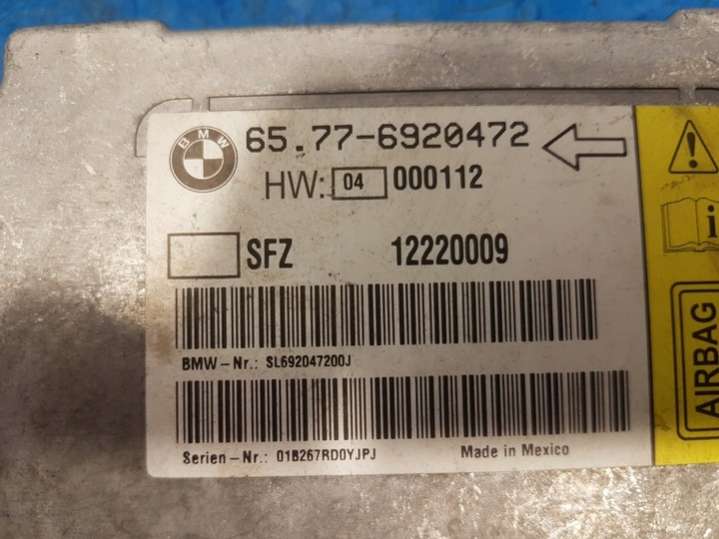 BMW
65.77-6920472
HW: 04 000112
SFZ 12220009
BMW-Nr.: SL692047200J
Serien-Nr.: 01B267RD0YJPJ Made in Mexico
i
AIRBAG